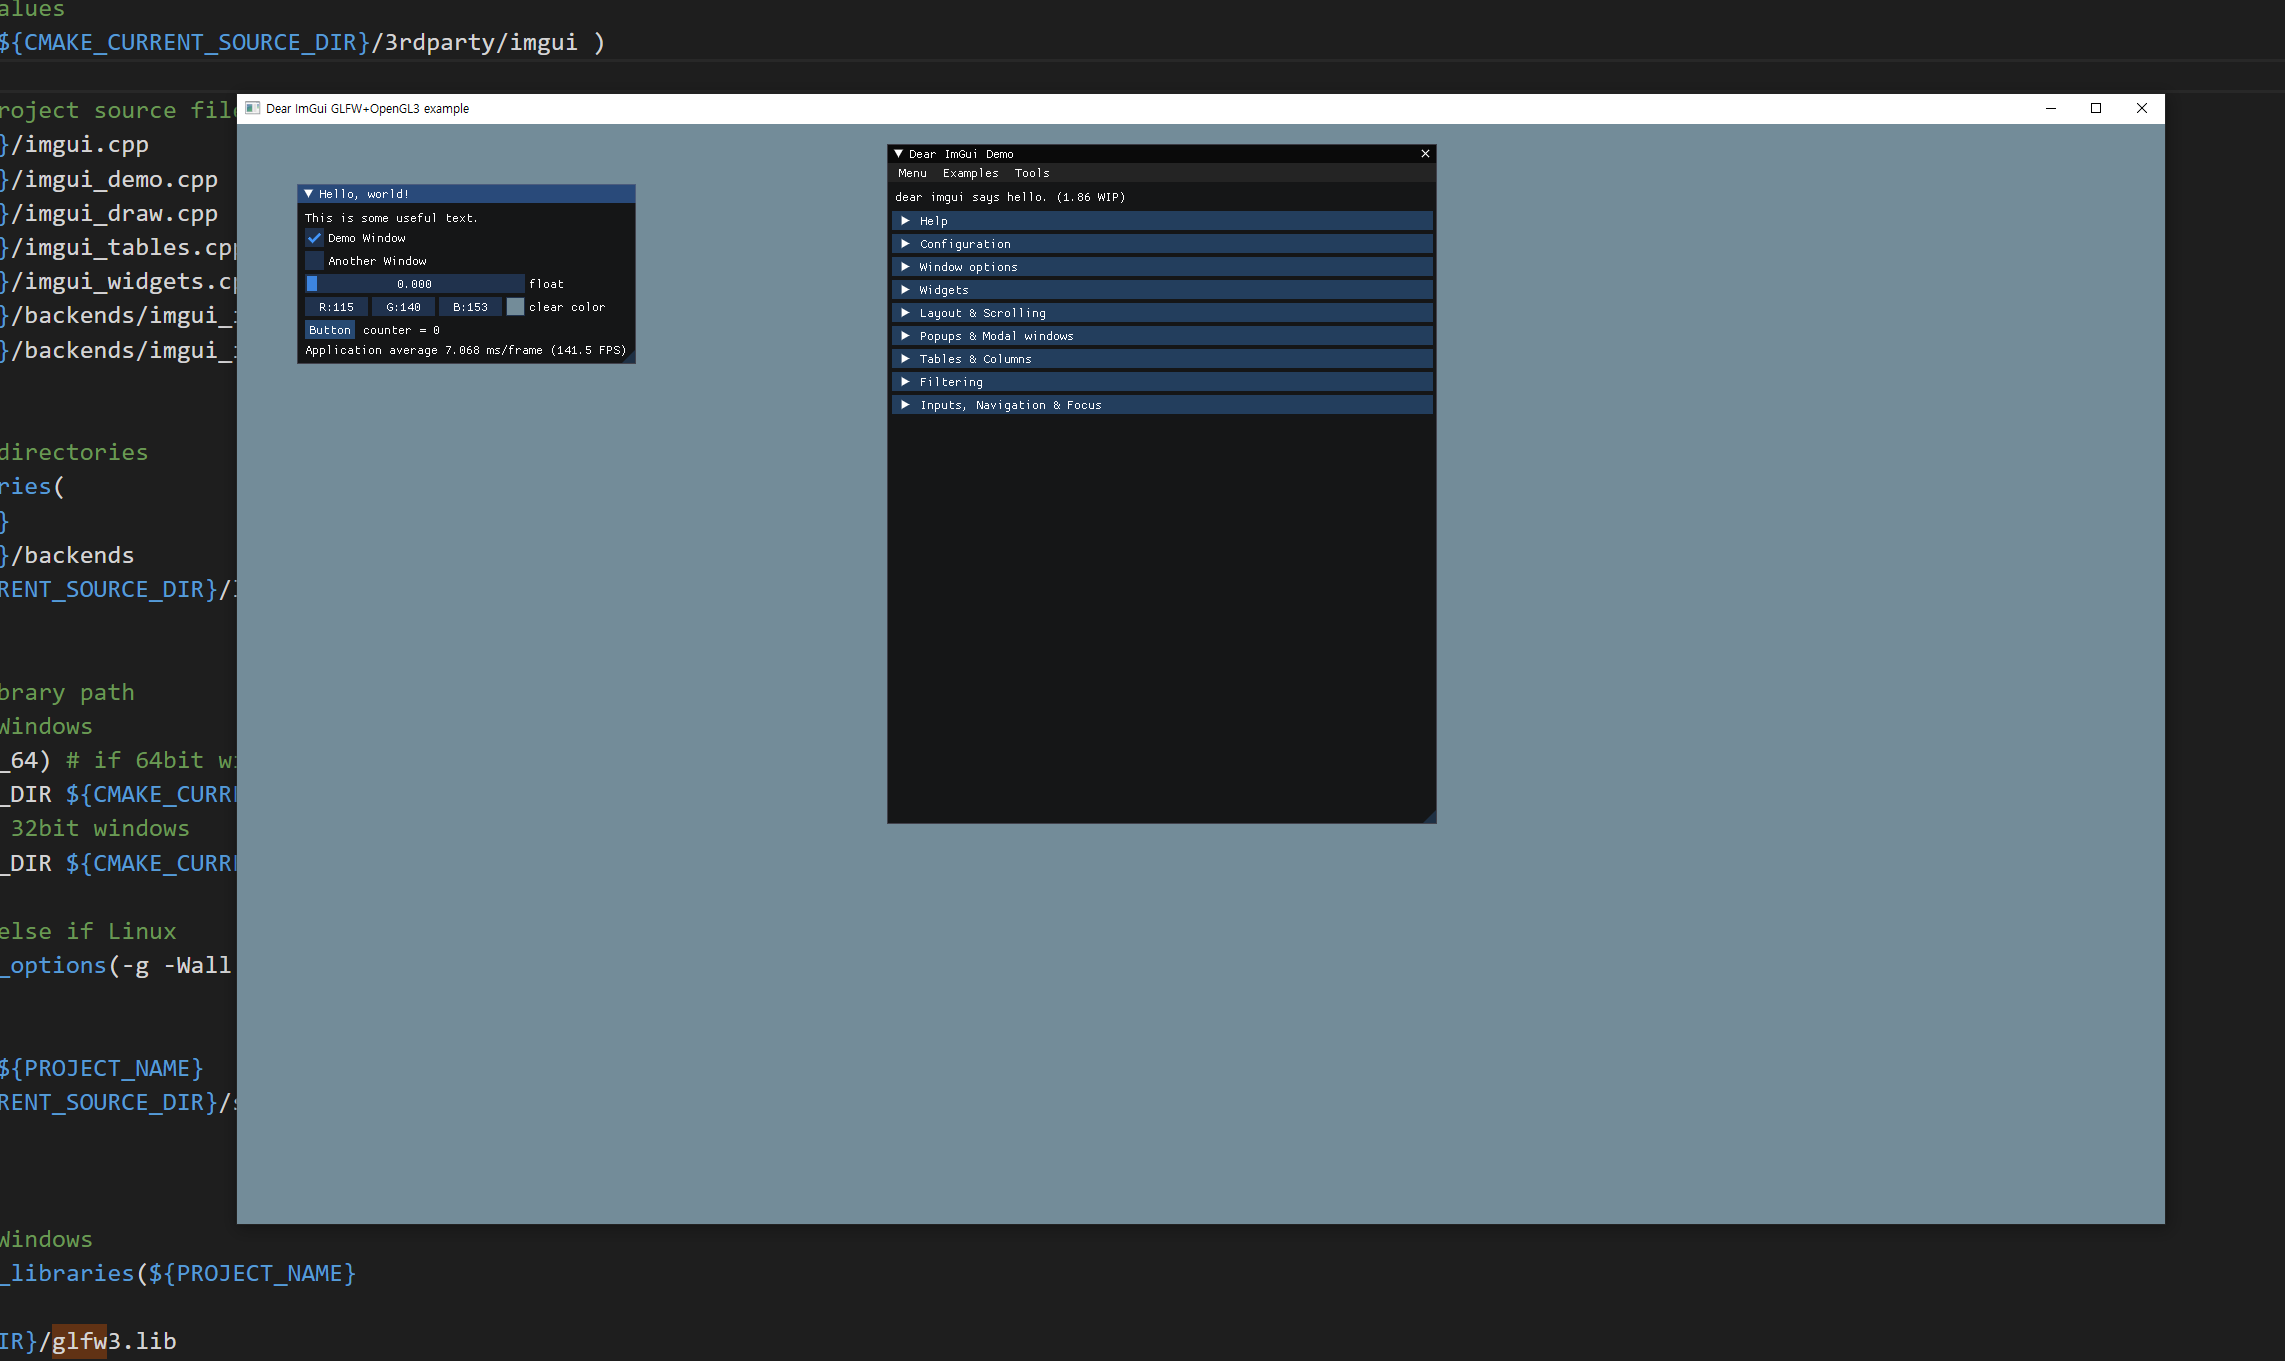 alues
${CMAKE_CURRENT_SOURCE_DIR}/3rdparty/imgui )
roject source
}/imgui.cpp
}/imgui_demo.cpp
}/imgui_draw.cpp
}/imgui_tables.cpp
}/imgui_widgets.cp
}/backends/imgui_
}/backends/imgui_
directories
ries(
}
}/backends
RENT_SOURCE_DIR}/
brary path
Windows
_64) # if 64bit wi
_DIR ${CMAKE_CURRE
32bit windows
_DIR ${CMAKE_CURRE
else if Linux
_options(-g -Wall
${PROJECT_NAME}
RENT_SOURCE_DIR}/s
Windows
_libraries(${PROJECT_NAME}
IR}/glfw3.lib
Dear ImGui GLFW+OpenGL3 example
Hello, world!
This is some useful text.
Demo Window
Another Window
0.000 float
R:115 G:140 B:153 clear color
Button counter = 0
Application average 7.068 ms/frame (141.5 FPS)
Dear ImGui Demo
Menu Examples Tools
dear imgui says hello. (1.86 WIP)
Help
Configuration
Window options
Widgets
Layout & Scrolling
Popups & Modal windows
Tables & Columns
Filtering
Inputs, Navigation & Focus